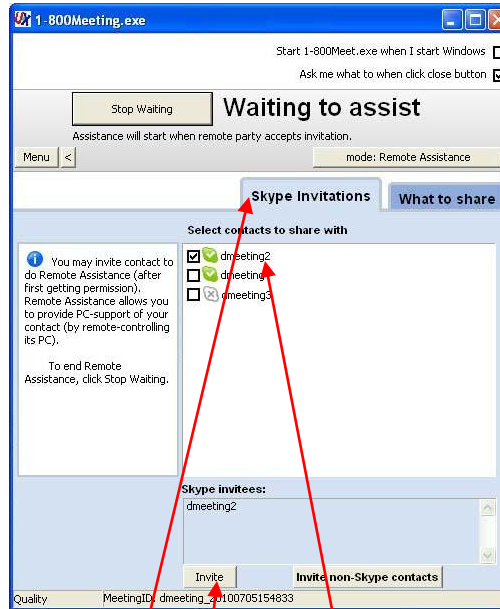 1-800Meeting.exe
Start 1-800Meet.exe when I start Windows
Ask me what to when click close button
Stop Waiting
Waiting to assist
Assistance will start when remote party accepts invitation.
Menu
<
mode: Remote Assistance
Skype Invitations
What to share
Select contacts to share with
You may invite contact to
do Remote Assistance (after
first getting permission).
Remote Assistance allows you
to provide PC-support of your
contact (by remote-controlling
its PC).
To end Remote
Assistance, click Stop Waiting.
dmeeting2
dmeeting
dmeeting3
Skype invitees:
dmeeting2
Invite
Invite non-Skype contacts
Quality
MeetingID: dmeeting_20100705154833